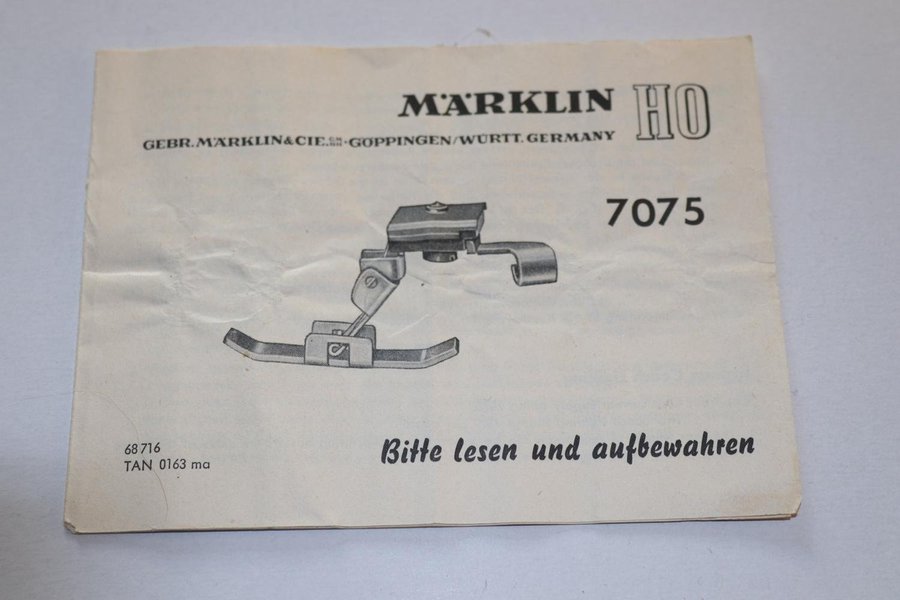 MÄRKLIN HO
GEBR. MÄRKLIN & CIE. GMBH · GÖPPINGEN/WÜRTT. GERMANY
7075
68 716
TAN 0163 ma
Bitte lesen und aufbewahren